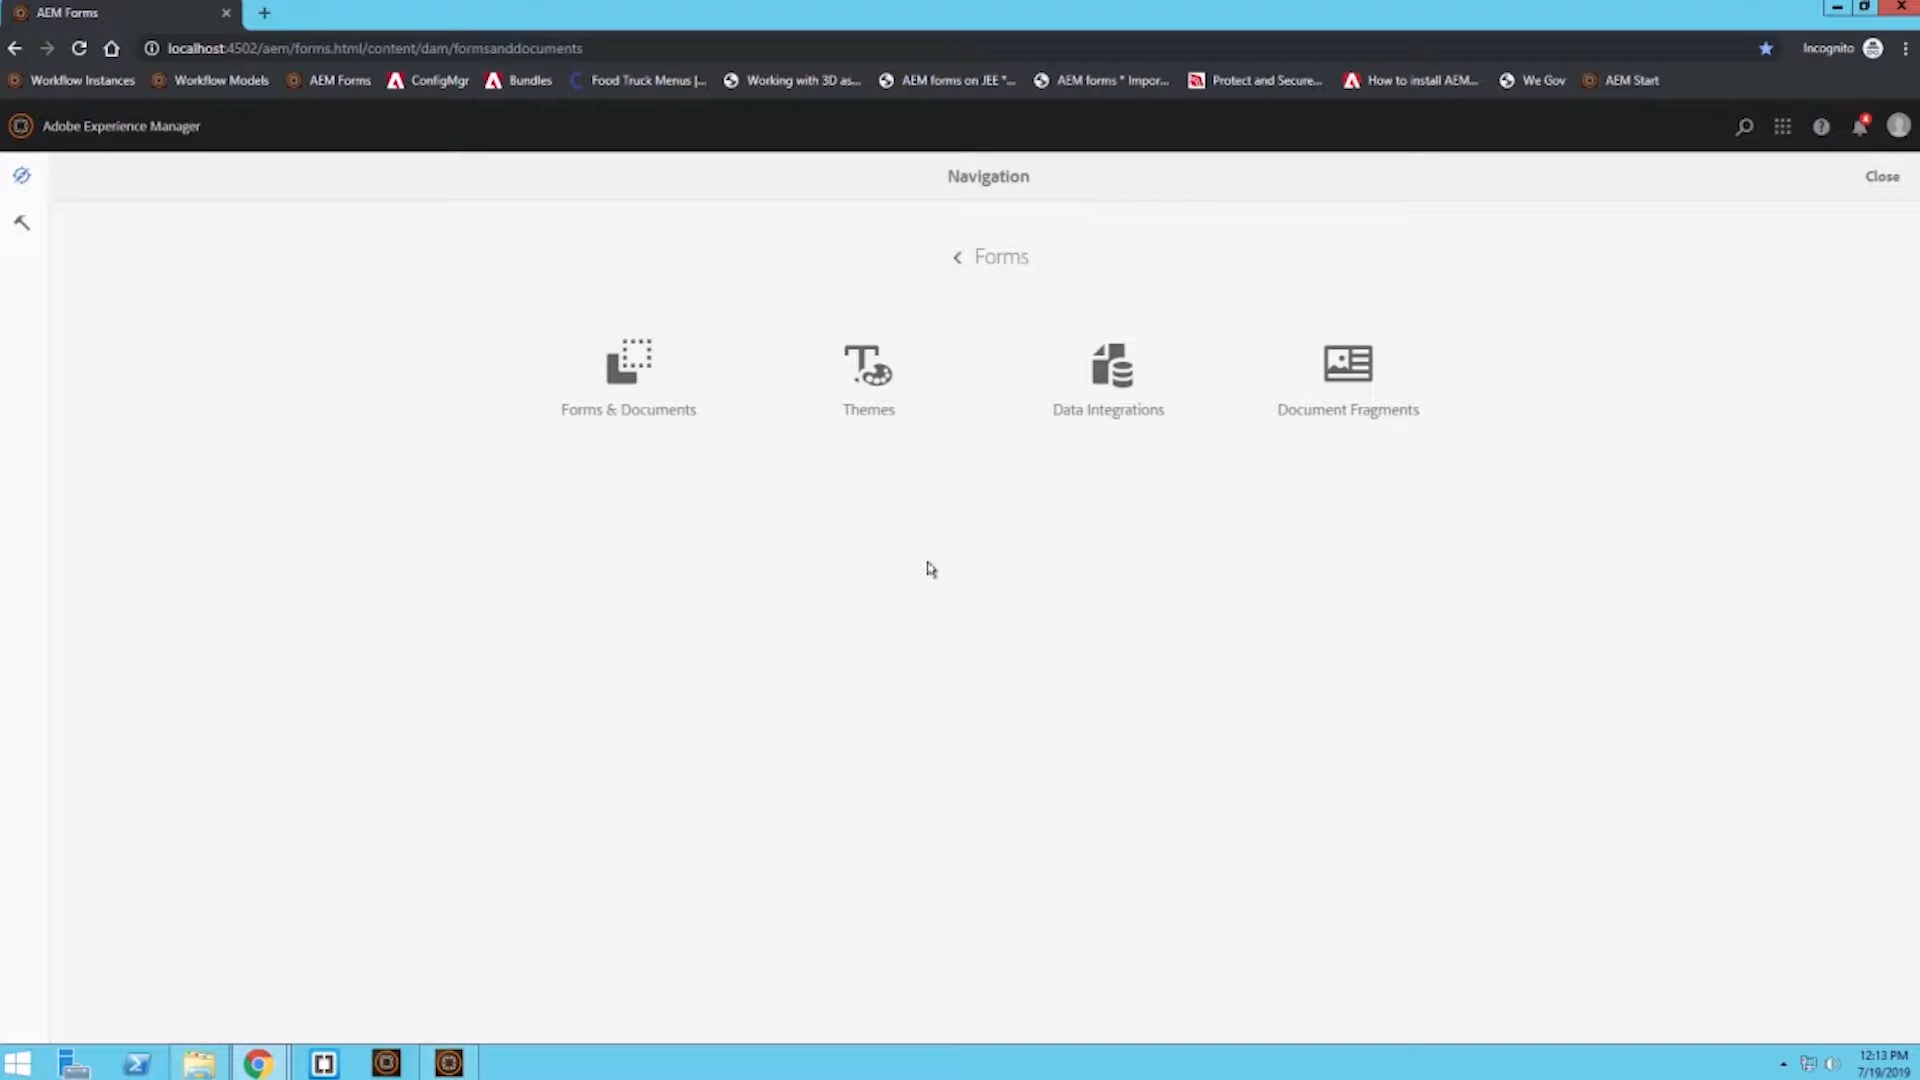 AEM Forms
localhost:4502/aem/forms.html/content/dam/formsanddocuments
Incognito
Workflow Instances Workflow Models AEM Forms ConfigMgr Bundles Food Truck Menus |... Working with 3D as... AEM forms on JEE *... AEM forms * Impor... Protect and Secure... How to install AEM... We Gov AEM Start
Adobe Experience Manager
4
Navigation
Close
Forms
Forms & Documents Themes Data Integrations Document Fragments
12:13 PM
7/19/2019